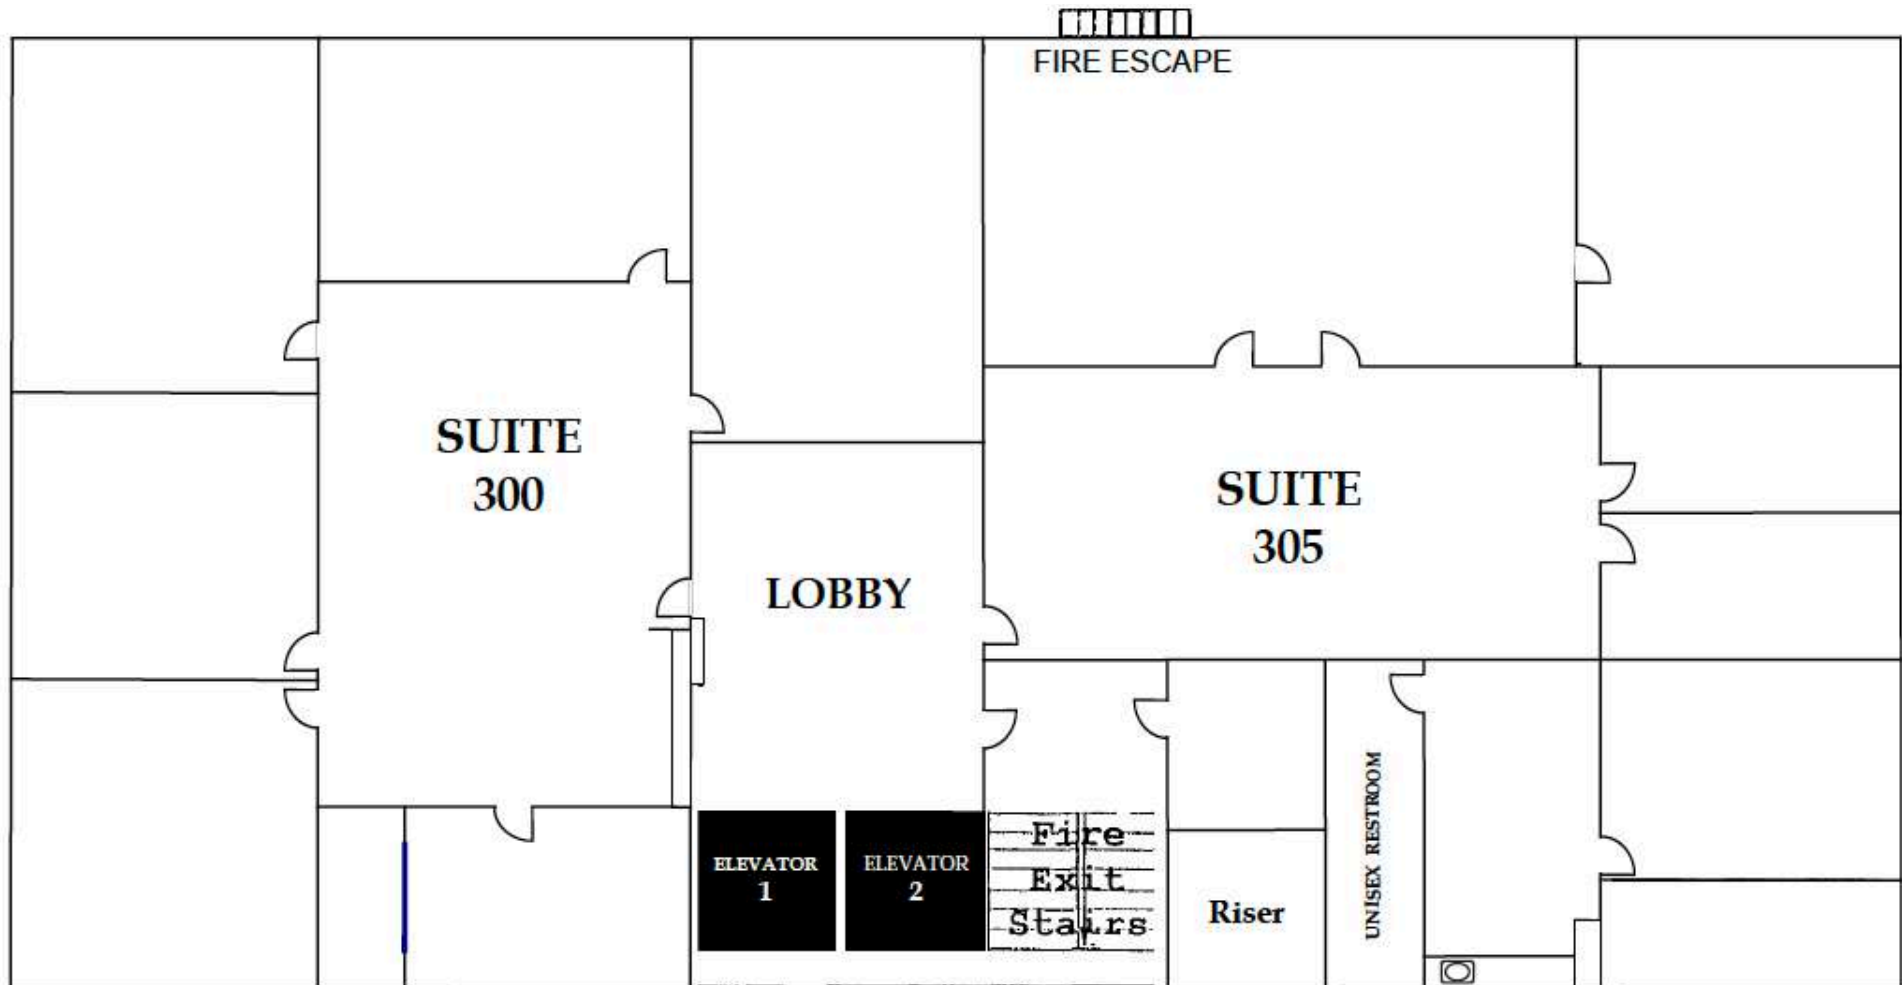 FIRE ESCAPE
SUITE
300
SUITE
305
LOBBY
ELEVATOR
1
ELEVATOR
2
Fire
Exit
Stairs
Riser
UNISEX RESTROOM